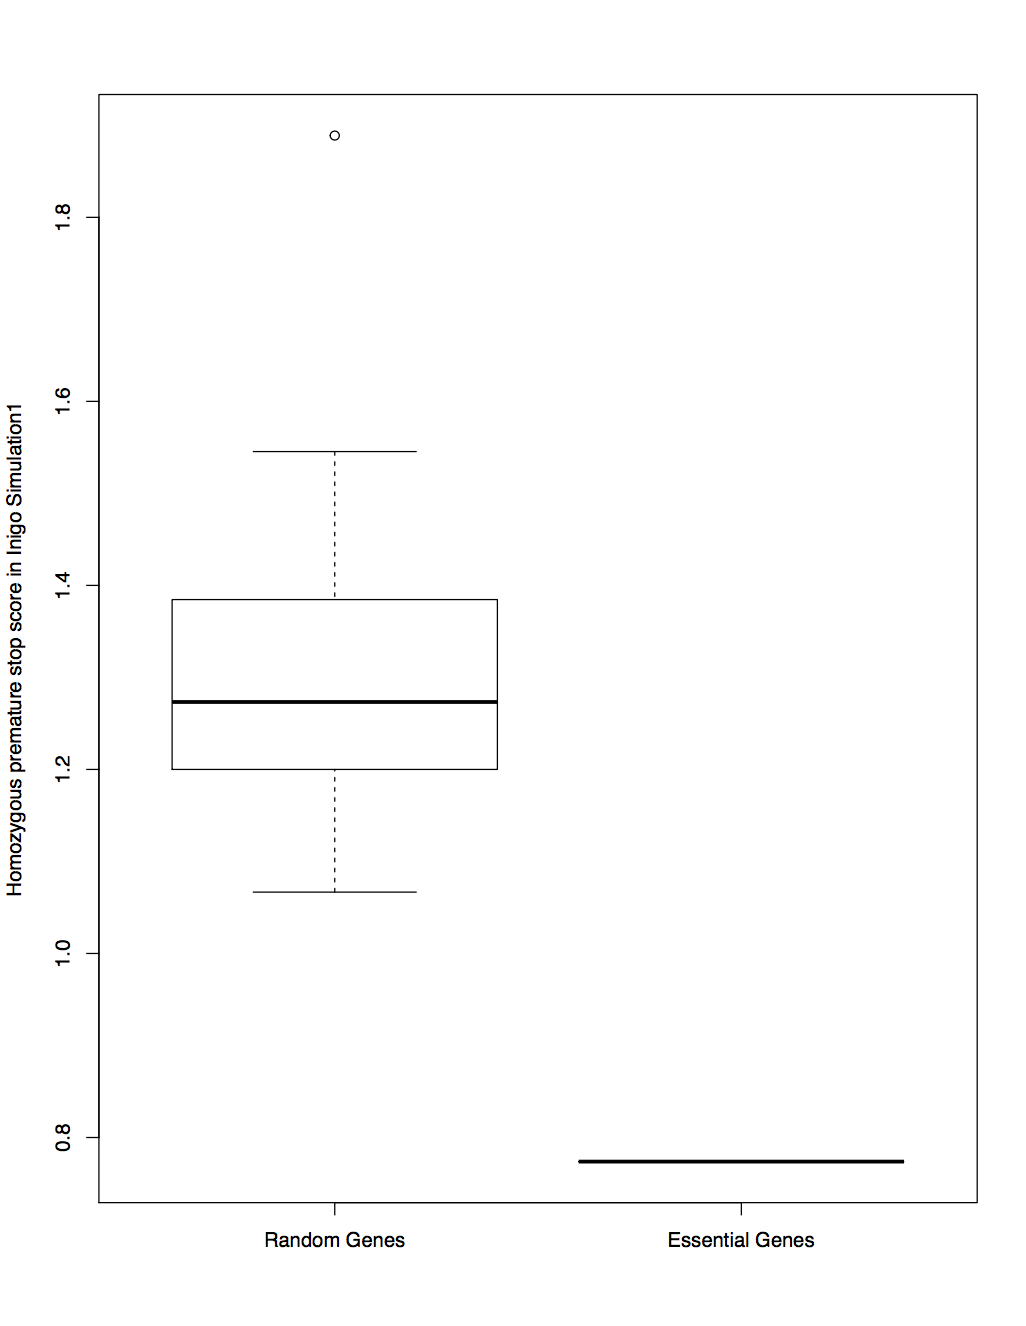 Homozygous premature stop score in Inigo Simulation1
1.8
1.6
1.4
1.2
1.0
0.8
Random Genes
Essential Genes